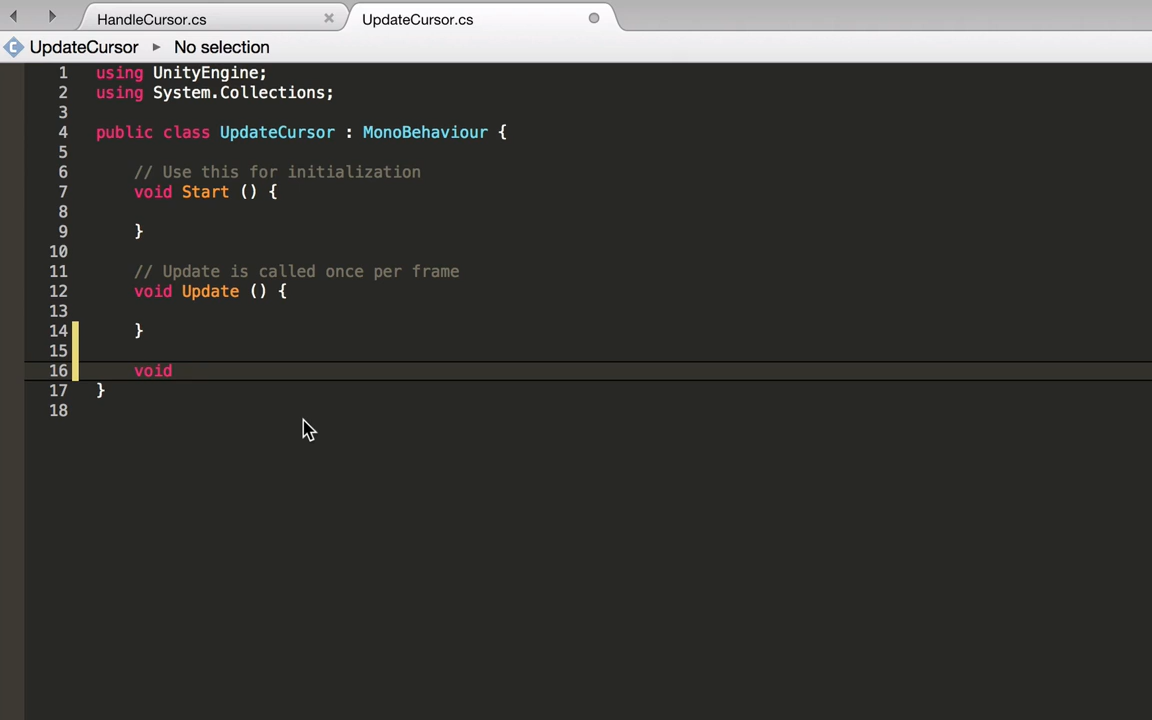 HandleCursor.cs
UpdateCursor.cs
UpdateCursor
No selection
1 using UnityEngine;
2 using System.Collections;
3
4 public class UpdateCursor : MonoBehaviour {
5
6 // Use this for initialization
7 void Start () {
8
9 }
10
11 // Update is called once per frame
12 void Update () {
13
14 }
15
16 void
17 }
18